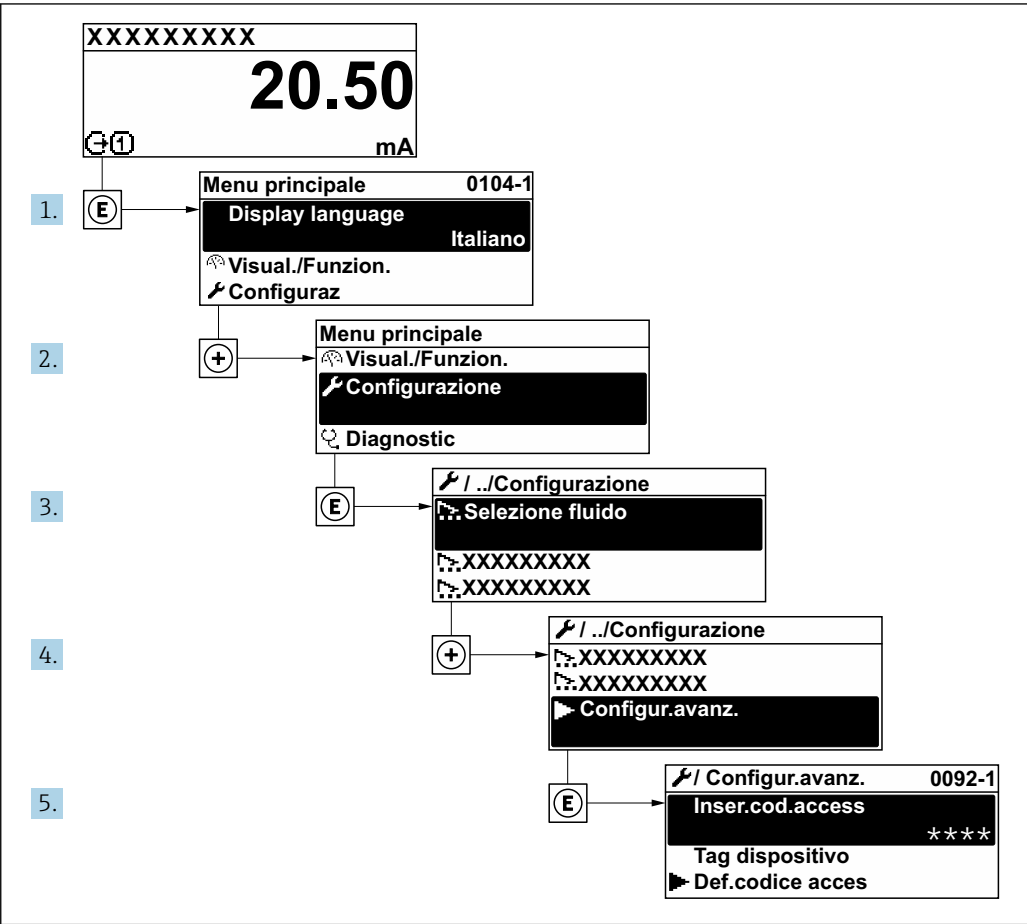 XXXXXXXXX
20.50
1
mA
1.
E
Menu principale 0104-1
Display language
Italiano
Visual./Funzion.
Configuraz
2.
+
Menu principale
Visual./Funzion.
Configurazione
Diagnostic
3.
E
/ ../Configurazione
Selezione fluido
XXXXXXXXX
XXXXXXXXX
4.
+
/ ../Configurazione
XXXXXXXXX
XXXXXXXXX
Configur.avanz.
5.
E
/ Configur.avanz. 0092-1
Inser.cod.access
****
Tag dispositivo
Def.codice acces